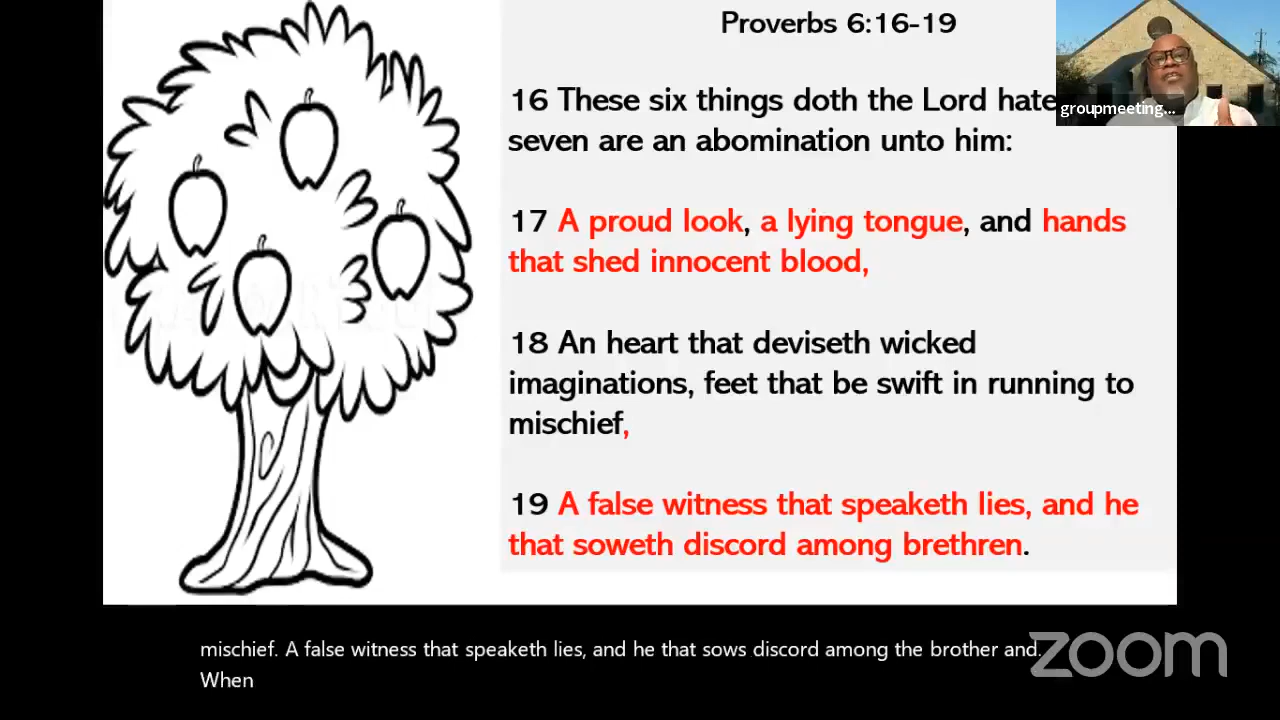 Proverbs 6:16-19
groupmeeting...
16 These six things doth the Lord hate
seven are an abomination unto him:
17 A proud look, a lying tongue, and hands
that shed innocent blood,
18 An heart that deviseth wicked
imaginations, feet that be swift in running to
mischief,
19 A false witness that speaketh lies, and he
that soweth discord among brethren.
mischief. A false witness that speaketh lies, and he that sows discord among the brother and.
When
zoom